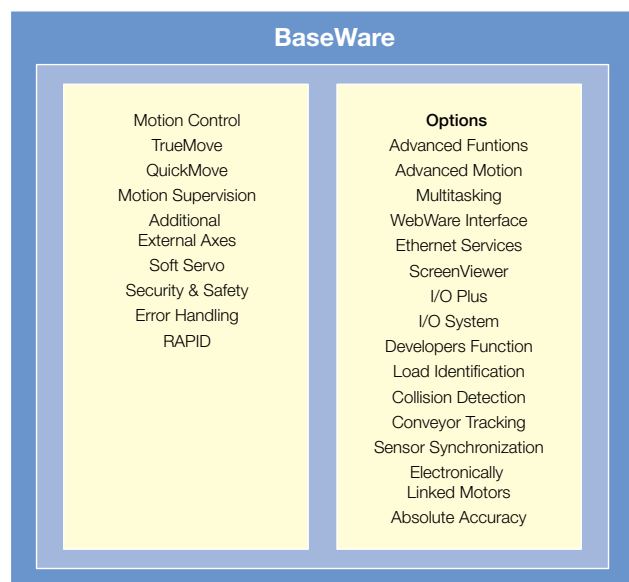 BaseWare
Motion Control
TrueMove
QuickMove
Motion Supervision
Additional
External Axes
Soft Servo
Security & Safety
Error Handling
RAPID
Options
Advanced Funtions
Advanced Motion
Multitasking
WebWare Interface
Ethernet Services
ScreenViewer
I/O Plus
I/O System
Developers Function
Load Identification
Collision Detection
Conveyor Tracking
Sensor Synchronization
Electronically
Linked Motors
Absolute Accuracy